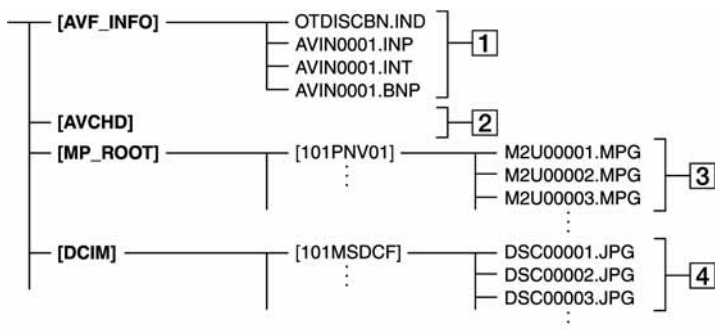 [AVF_INFO] OTDISCBN.IND
AVIN0001.INP 1
AVIN0001.INT
AVIN0001.BNP
[AVCHD] 2
[MP_ROOT] [101PNV01] M2U00001.MPG
M2U00002.MPG 3
M2U00003.MPG
[DCIM] [101MSDCF] DSC00001.JPG
DSC00002.JPG 4
DSC00003.JPG